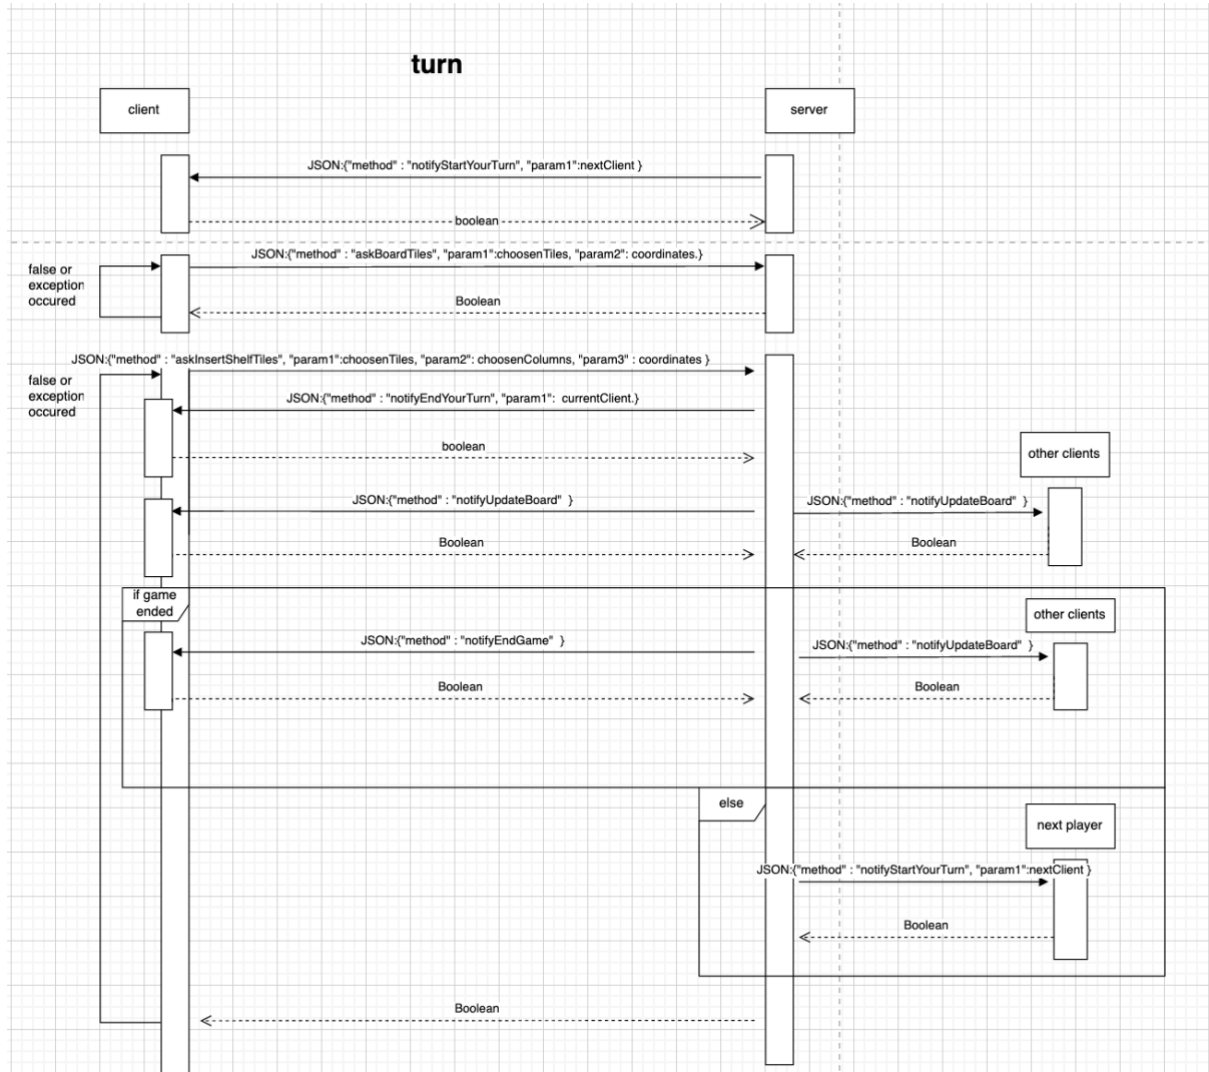 turn
client
server
JSON:{"method" : "notifyStartYourTurn", "param1":nextClient }
boolean
JSON:{"method" : "askBoardTiles", "param1":choosenTiles, "param2": coordinates.}
false or
exception
occured
Boolean
JSON:{"method" : "askInsertShelfTiles", "param1":choosenTiles, "param2": choosenColumns, "param3" : coordinates }
false or
exception
occured
JSON:{"method" : "notifyEndYourTurn", "param1":  currentClient.}
boolean
other clients
JSON:{"method" : "notifyUpdateBoard"  }
JSON:{"method" : "notifyUpdateBoard"  }
Boolean
Boolean
if game
ended
other clients
JSON:{"method" : "notifyEndGame"  }
JSON:{"method" : "notifyUpdateBoard"  }
Boolean
Boolean
else
next player
JSON:{"method" : "notifyStartYourTurn", "param1":nextClient }
Boolean
Boolean